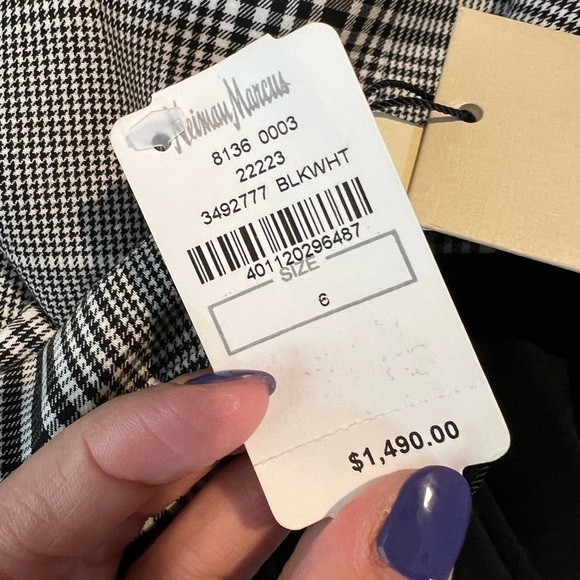 Neiman Marcus
8136 0003
22223
3492777 BLKWHT
401120296487
SIZE
6
$1,490.00